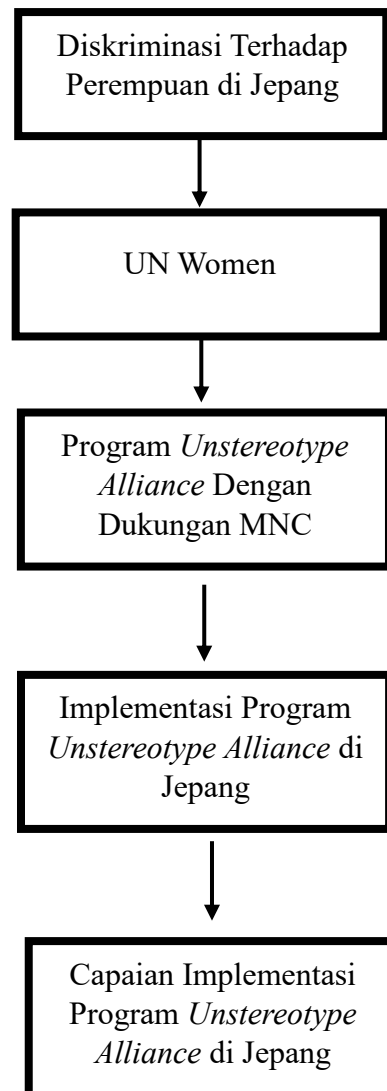 Diskriminasi Terhadap
Perempuan di Jepang
UN Women
Program Unstereotype
Alliance Dengan
Dukungan MNC
Implementasi Program
Unstereotype Alliance di
Jepang
Capaian Implementasi
Program Unstereotype
Alliance di Jepang